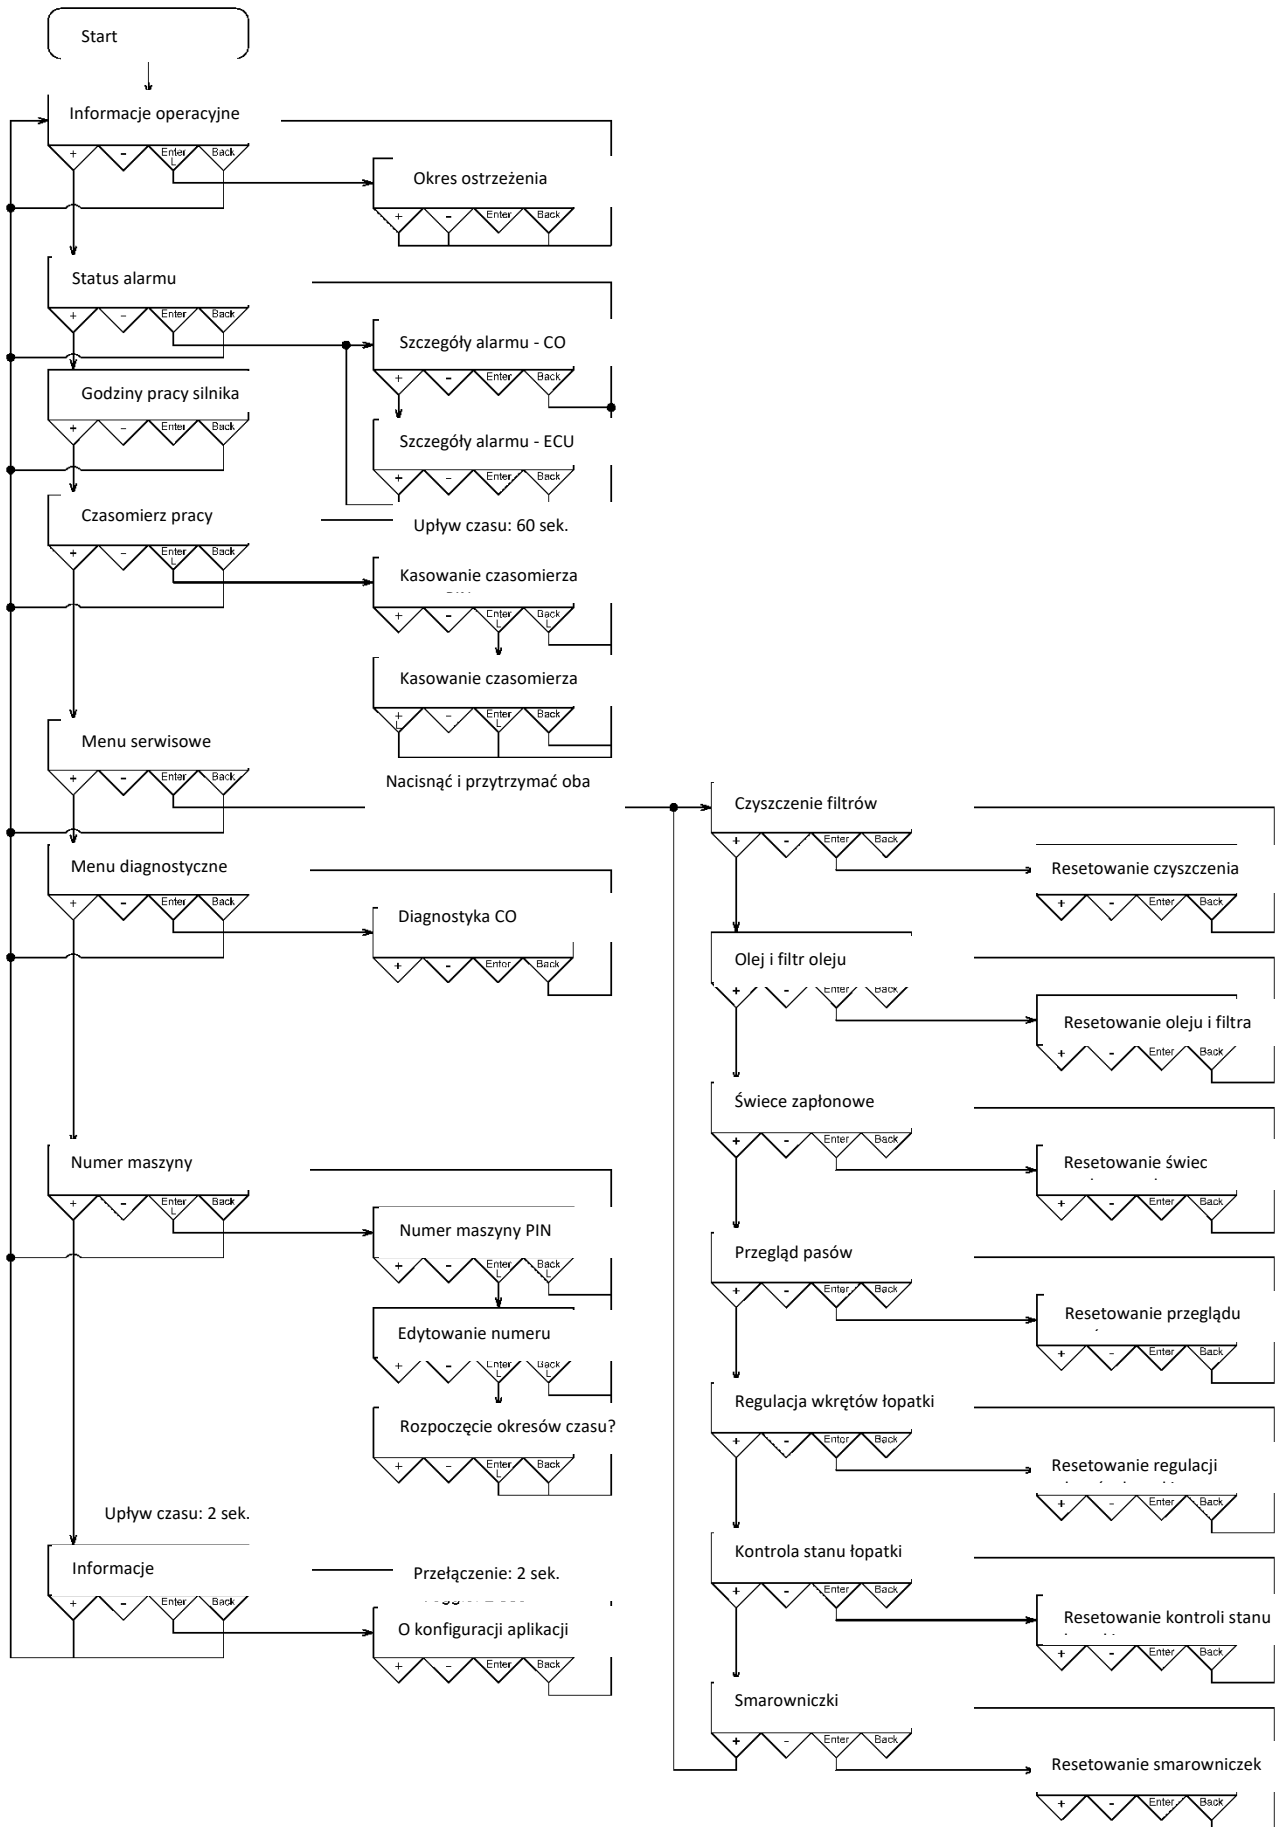 Start
Informacje operacyjne
+ - Enter L Back
Okres ostrzeżenia
+ - Enter Back
Status alarmu
+ - Enter Back
Szczegóły alarmu - CO
+ - Enter Back
Godziny pracy silnika
+ - Enter Back
Szczegóły alarmu - ECU
+ - Enter Back
Czasomierz pracy
Upływ czasu: 60 sek.
+ - Enter L Back
Kasowanie czasomierza
+ - Enter L Back L
Kasowanie czasomierza
+ L - Enter L Back
Menu serwisowe
+ - Enter Back
Nacisnąć i przytrzymać oba
Menu diagnostyczne
+ - Enter Back
Diagnostyka CO
+ - Enter Back
Numer maszyny
+ - Enter L Back
Numer maszyny PIN
+ - Enter L Back L
Edytowanie numeru
+ - Enter L Back L
Rozpoczęcie okresów czasu?
+ - Enter L Back
Upływ czasu: 2 sek.
Informacje
Przełączenie: 2 sek.
+ - Enter Back
O konfiguracji aplikacji
+ - Enter Back
Czyszczenie filtrów
+ - Enter Back
Resetowanie czyszczenia
+ - Enter Back
Olej i filtr oleju
+ - Enter Back
Resetowanie oleju i filtra
+ - Enter Back
Świece zapłonowe
+ - Enter Back
Resetowanie świec
+ - Enter Back
Przegląd pasów
+ - Enter Back
Resetowanie przeglądu
+ - Enter Back
Regulacja wkrętów łopatki
+ - Enter Back
Resetowanie regulacji
+ - Enter Back
Kontrola stanu łopatki
+ - Enter Back
Resetowanie kontroli stanu
+ - Enter Back
Smarowniczki
+ - Enter Back
Resetowanie smarowniczek
+ - Enter Back